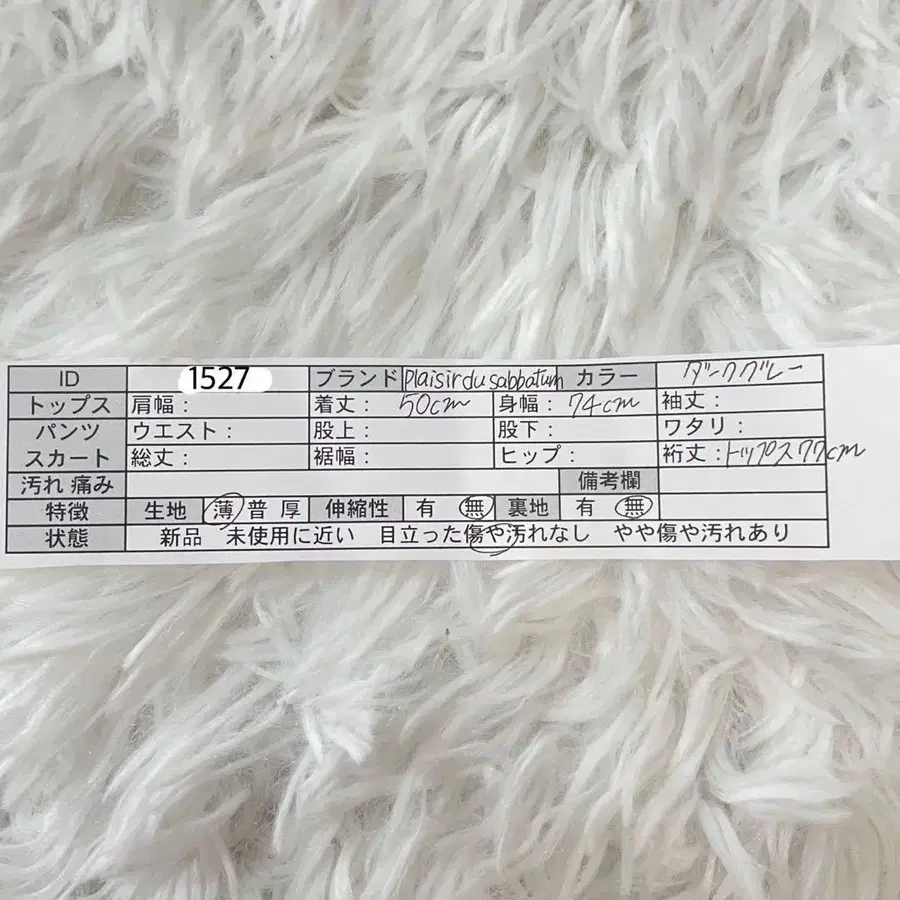 ID 1527 ブランド Plaisir du sabbatum カラー ダークグレー
トップス 肩幅: 着丈: 50cm 身幅: 74cm 袖丈:
パンツ ウエスト: 股上: 股下: ワタリ:
スカート 総丈: 裾幅: ヒップ: 裄丈:トップス77cm
汚れ 痛み 備考欄
特徴 生地 薄 普 厚 伸縮性 有 無 裏地 有 無
状態 新品 未使用に近い 目立った傷や汚れなし やや傷や汚れあり